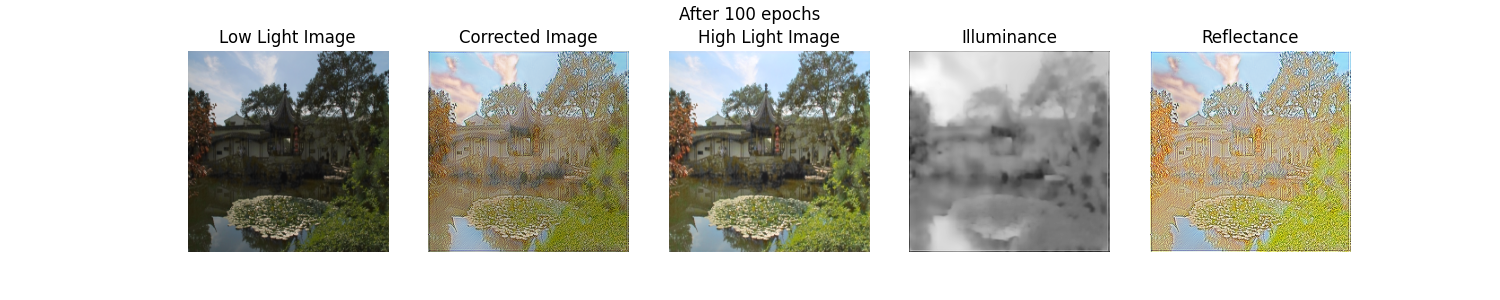 After 100 epochs
Low Light Image
Corrected Image
High Light Image
Illuminance
Reflectance